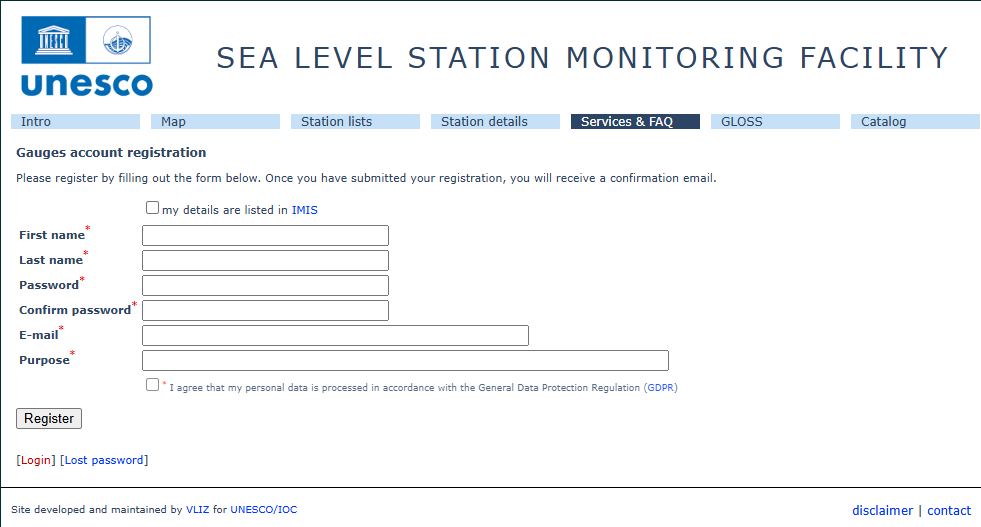 unesco
SEA LEVEL STATION MONITORING FACILITY
Intro Map Station lists Station details Services & FAQ GLOSS Catalog
Gauges account registration
Please register by filling out the form below. Once you have submitted your registration, you will receive a confirmation email.
my details are listed in IMIS
First name*
Last name*
Password*
Confirm password*
E-mail*
Purpose*
* I agree that my personal data is processed in accordance with the General Data Protection Regulation (GDPR)
Register
[Login] [Lost password]
Site developed and maintained by VLIZ for UNESCO/IOC
disclaimer | contact